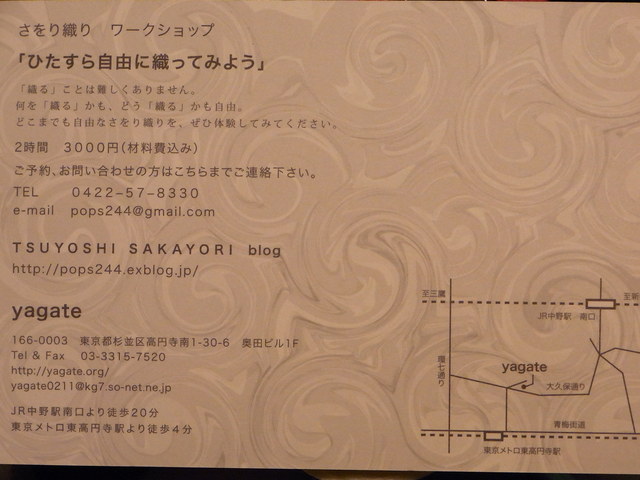 さをり織り ワークショップ
「ひたすら自由に織ってみよう」
「織る」ことは難しくありません。
何を「織る」かも、どう「織る」かも自由。
どこまでも自由なさをり織りを、ぜひ体験してみてください。
2時間 3000円(材料費込み)
ご予約、お問い合わせの方はこちらまでご連絡下さい。
TEL 0422-57-8330
e-mail pops244@gmail.com
TSUYOSHI SAKAYORI blog
http://pops244.exblog.jp/
yagate
166-0003 東京都杉並区高円寺南1-30-6 奥田ビル1F
Tel & Fax 03-3315-7520
http://yagate.org/
yagate0211@kg7.so-net.ne.jp
JR中野駅南口より徒歩20分
東京メトロ東高円寺駅より徒歩4分
至三鷹
至新
JR中野駅 南口
環七通り
yagate
大久保通り
青梅街道
東京メトロ東高円寺駅